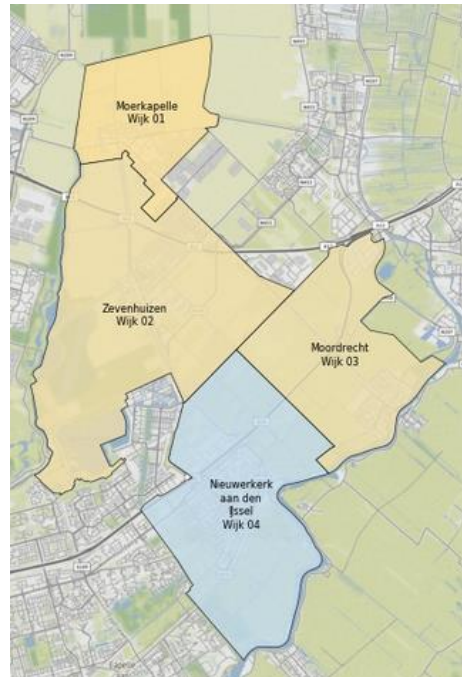 Moerkapelle
Wijk 01
Zevenhuizen
Wijk 02
Moordrecht
Wijk 03
Nieuwerkerk
aan den
IJssel
Wijk 04